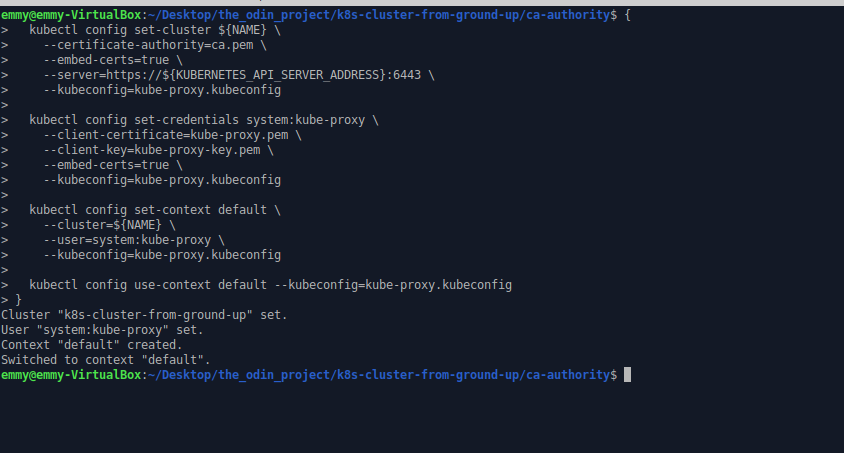 emmy@emmy-VirtualBox:~/Desktop/the_odin_project/k8s-cluster-from-ground-up/ca-authority$ {
>   kubectl config set-cluster ${NAME} \
>     --certificate-authority=ca.pem \
>     --embed-certs=true \
>     --server=https://${KUBERNETES_API_SERVER_ADDRESS}:6443 \
>     --kubeconfig=kube-proxy.kubeconfig
>
>   kubectl config set-credentials system:kube-proxy \
>     --client-certificate=kube-proxy.pem \
>     --client-key=kube-proxy-key.pem \
>     --embed-certs=true \
>     --kubeconfig=kube-proxy.kubeconfig
>
>   kubectl config set-context default \
>     --cluster=${NAME} \
>     --user=system:kube-proxy \
>     --kubeconfig=kube-proxy.kubeconfig
>
>   kubectl config use-context default --kubeconfig=kube-proxy.kubeconfig
> }
Cluster "k8s-cluster-from-ground-up" set.
User "system:kube-proxy" set.
Context "default" created.
Switched to context "default".
emmy@emmy-VirtualBox:~/Desktop/the_odin_project/k8s-cluster-from-ground-up/ca-authority$